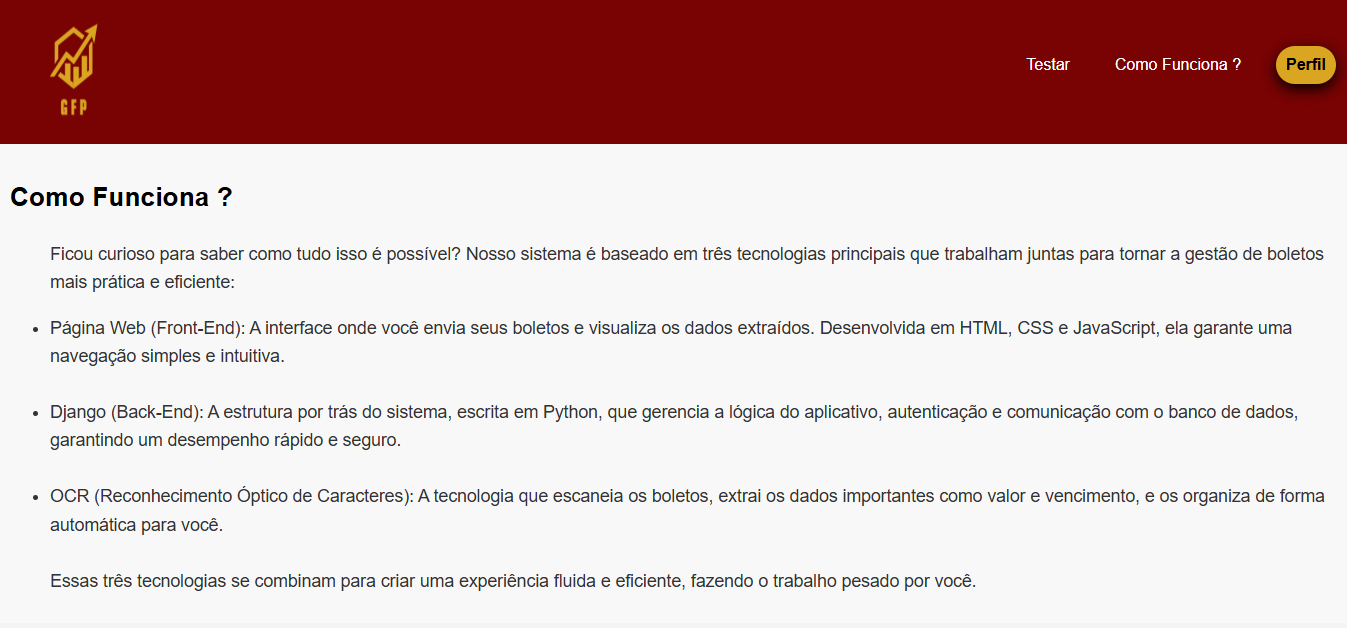 GFP
Testar
Como Funciona ?
Perfil
Como Funciona ?
Ficou curioso para saber como tudo isso é possível? Nosso sistema é baseado em três tecnologias principais que trabalham juntas para tornar a gestão de boletos
mais prática e eficiente:
• Página Web (Front-End): A interface onde você envia seus boletos e visualiza os dados extraídos. Desenvolvida em HTML, CSS e JavaScript, ela garante uma
navegação simples e intuitiva.
• Django (Back-End): A estrutura por trás do sistema, escrita em Python, que gerencia a lógica do aplicativo, autenticação e comunicação com o banco de dados,
garantindo um desempenho rápido e seguro.
• OCR (Reconhecimento Óptico de Caracteres): A tecnologia que escaneia os boletos, extrai os dados importantes como valor e vencimento, e os organiza de forma
automática para você.
Essas três tecnologias se combinam para criar uma experiência fluida e eficiente, fazendo o trabalho pesado por você.